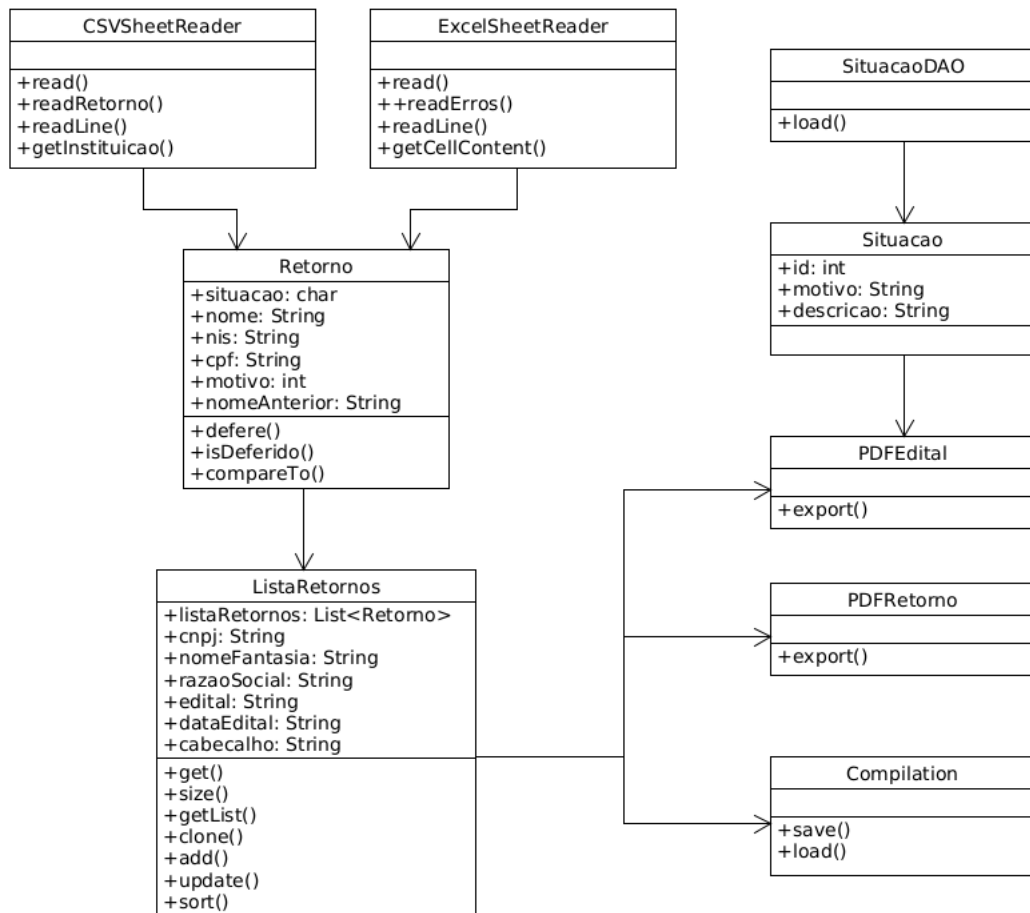 CSVSheetReader
+read()
+readRetorno()
+readLine()
+getInstituicao()
ExcelSheetReader
+read()
++readErros()
+readLine()
+getCellContent()
SituacaoDAO
+load()
Situacao
+id: int
+motivo: String
+descricao: String
Retorno
+situacao: char
+nome: String
+nis: String
+cpf: String
+motivo: int
+nomeAnterior: String
+defere()
+isDeferido()
+compareTo()
PDFEdital
+export()
ListaRetornos
+listaRetornos: List<Retorno>
+cnpj: String
+nomeFantasia: String
+razaoSocial: String
+edital: String
+dataEdital: String
+cabecalho: String
+get()
+size()
+getList()
+clone()
+add()
+update()
+sort()
PDFRetorno
+export()
Compilation
+save()
+load()